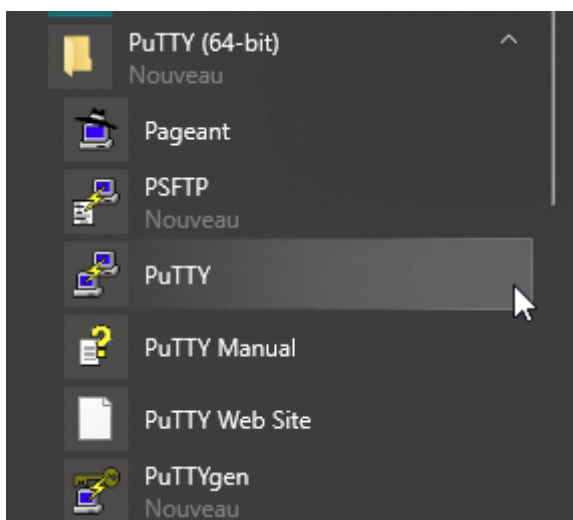 PuTTY (64-bit)
Nouveau
Pageant
PSFTP
Nouveau
PuTTY
PuTTY Manual
PuTTY Web Site
PuTTYgen
Nouveau